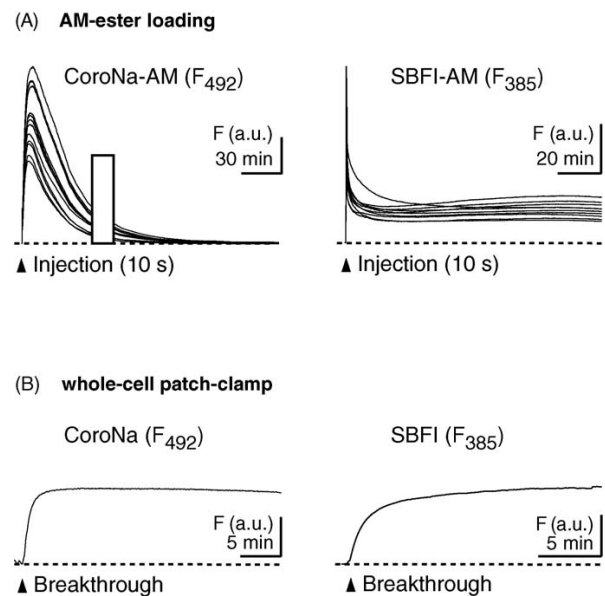 (A) AM-ester loading
CoroNa-AM (F492)
SBFI-AM (F385)
F (a.u.)
30 min
F (a.u.)
20 min
▲ Injection (10 s)
▲ Injection (10 s)
(B) whole-cell patch-clamp
CoroNa (F492)
SBFI (F385)
F (a.u.)
5 min
F (a.u.)
5 min
▲ Breakthrough
▲ Breakthrough